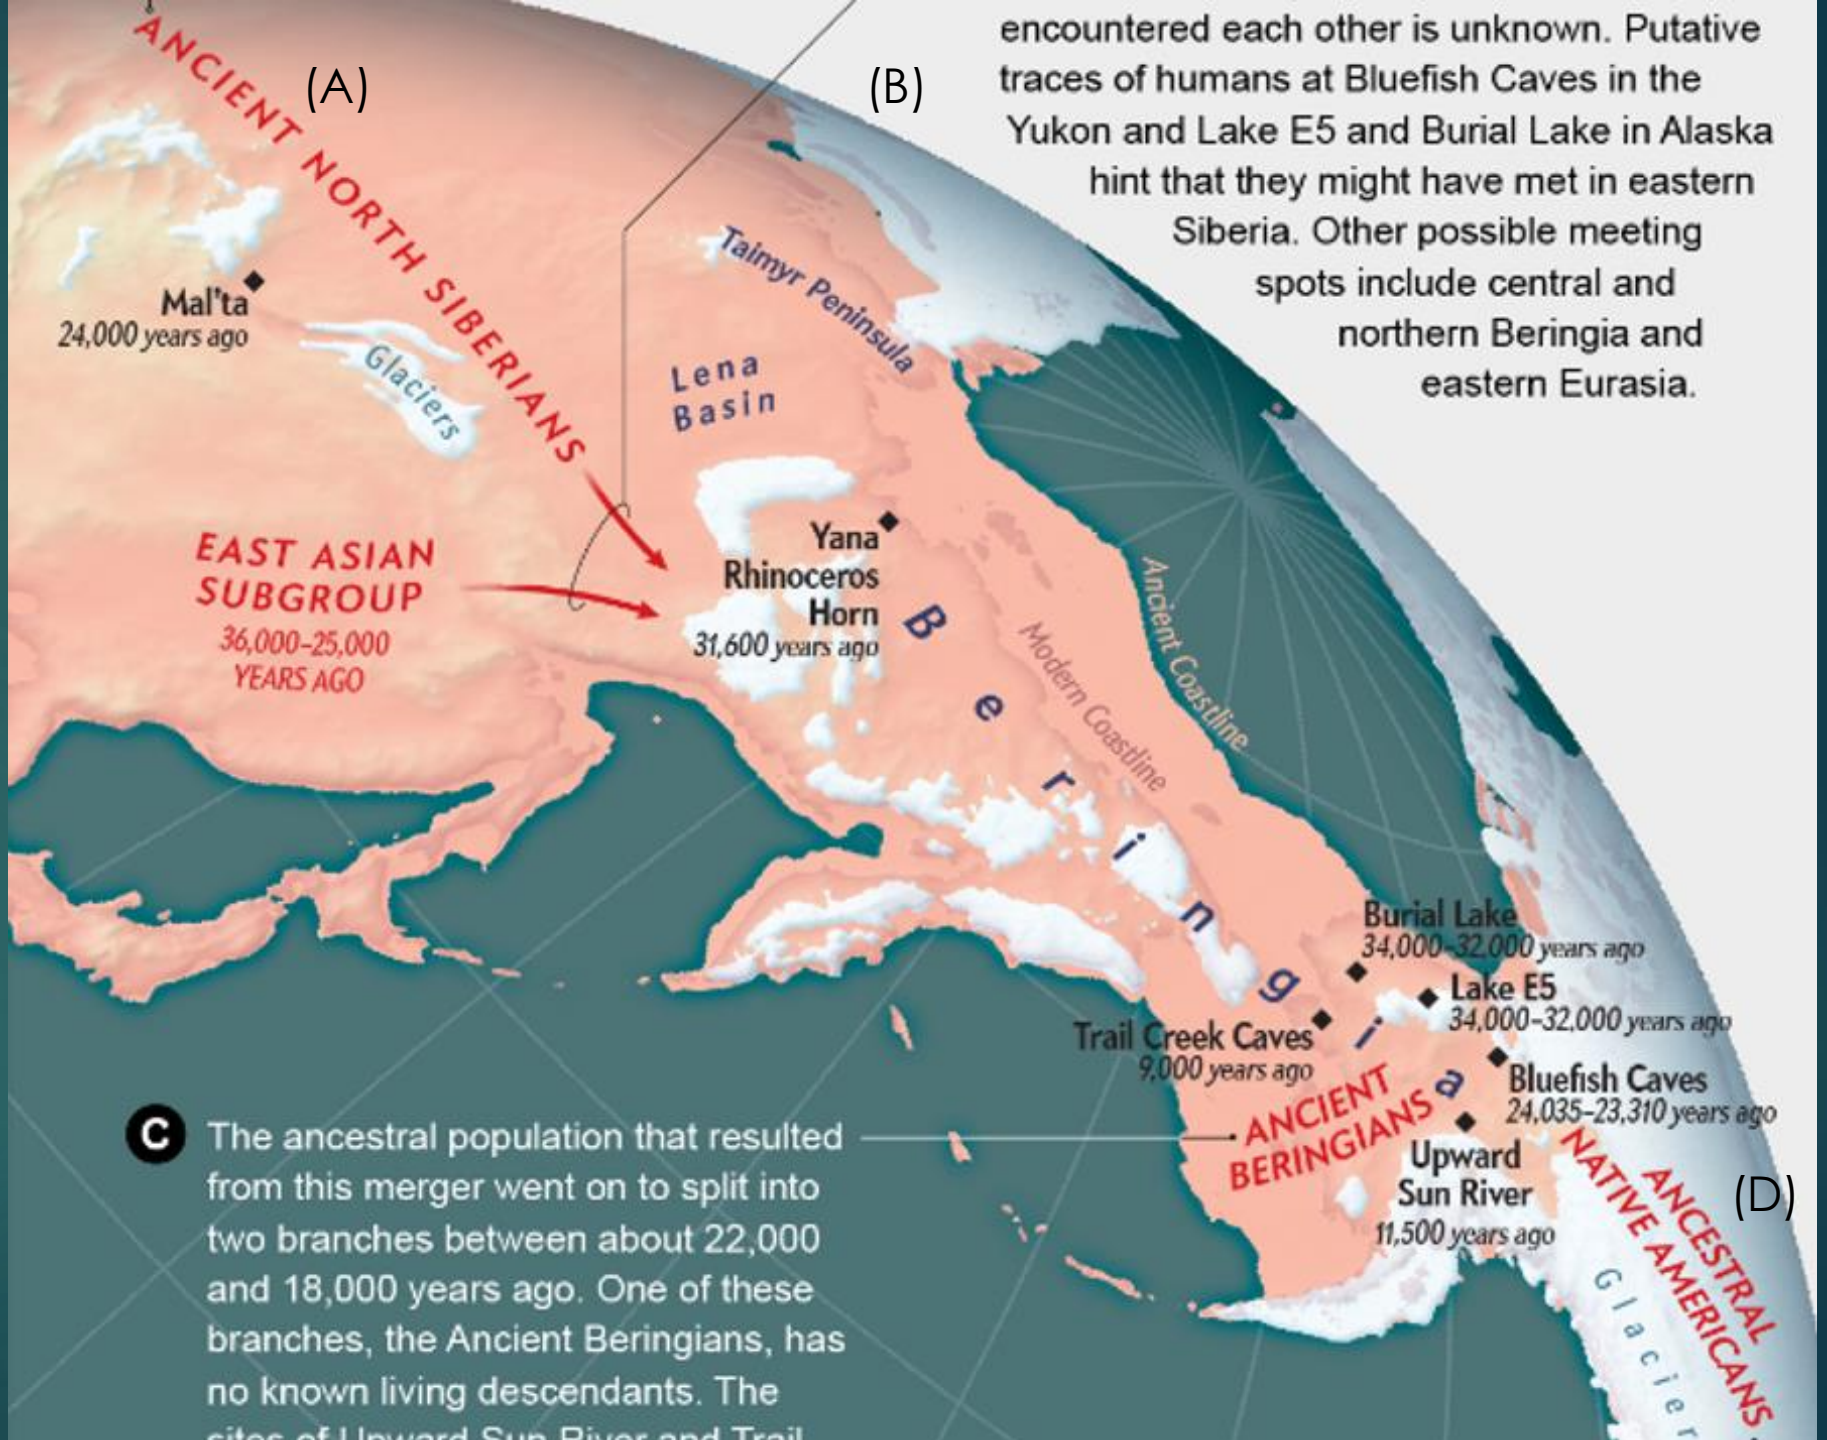 ANCIENT NORTH SIBERIANS
(A)
(B)
encountered each other is unknown. Putative
traces of humans at Bluefish Caves in the
Yukon and Lake E5 and Burial Lake in Alaska
hint that they might have met in eastern
Siberia. Other possible meeting
spots include central and
northern Beringia and
eastern Eurasia.
Taimyr Peninsula
Mal'ta
24,000 years ago
Glaciers
Lena
Basin
EAST ASIAN
SUBGROUP
36,000–25,000
YEARS AGO
Yana
Rhinoceros
Horn
31,600 years ago
Beringia
Modern Coastline
Ancient Coastline
Burial Lake
34,000–32,000 years ago
Lake E5
34,000–32,000 years ago
Trail Creek Caves
9,000 years ago
Bluefish Caves
24,035–23,310 years ago
ANCIENT
BERINGIANS
Upward
Sun River
11,500 years ago
(D)
ANCESTRAL
NATIVE AMERICANS
Glacier
C
The ancestral population that resulted
from this merger went on to split into
two branches between about 22,000
and 18,000 years ago. One of these
branches, the Ancient Beringians, has
no known living descendants. The
sites of Upward Sun River and Trail